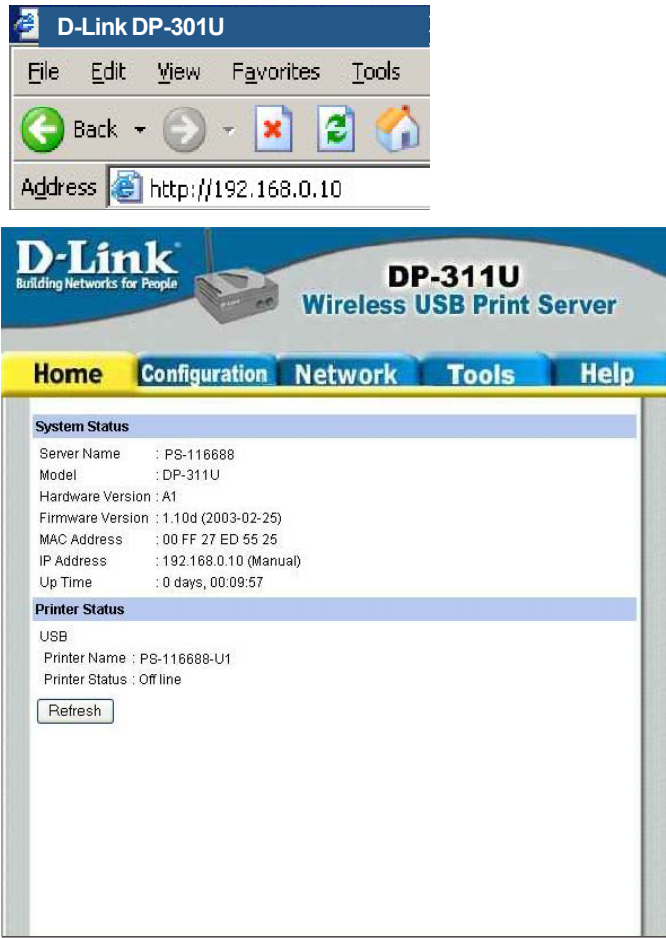 D-Link DP-301U
File Edit View Favorites Tools
Back
Address http://192.168.0.10
D-Link
Building Networks for People
DP-311U
Wireless USB Print Server
Home Configuration Network Tools Help
System Status
Server Name : PS-116688
Model : DP-311U
Hardware Version : A1
Firmware Version : 1.10d (2003-02-25)
MAC Address : 00 FF 27 ED 55 25
IP Address : 192.168.0.10 (Manual)
Up Time : 0 days, 00:09:57
Printer Status
USB
Printer Name : PS-116688-U1
Printer Status : Off line
Refresh